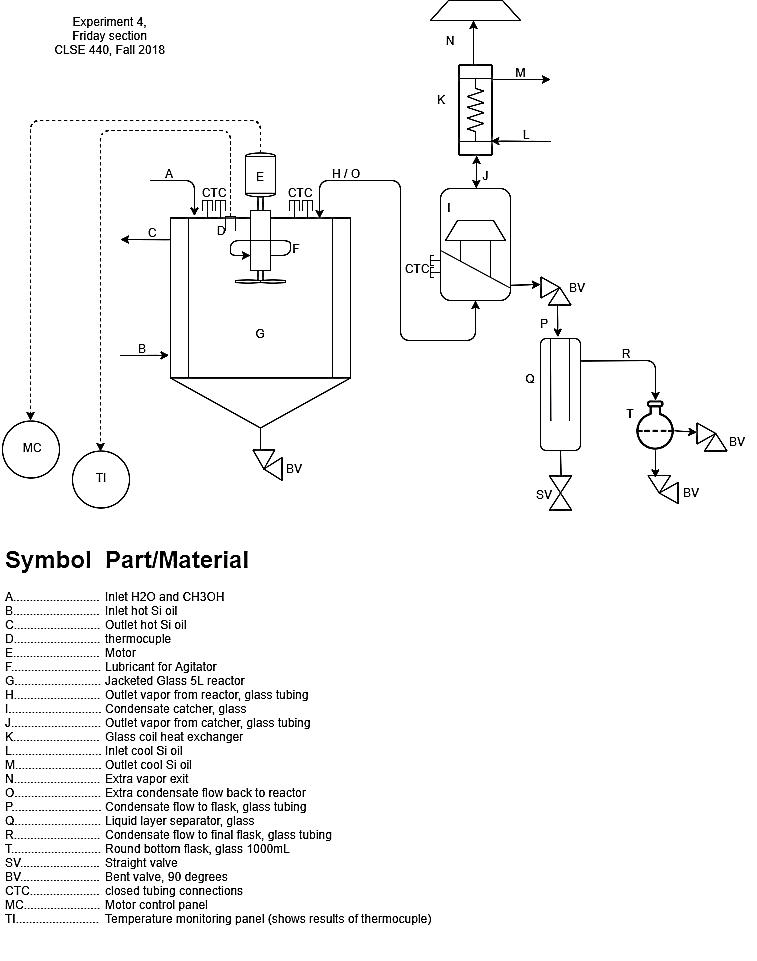 Experiment 4,
Friday section
CLSE 440, Fall 2018
N
M
K
L
J
A
E
H / O
CTC
CTC
I
C
D
F
CTC
BV
G
P
B
R
Q
T
MC
BV
TI
BV
SV
BV
Symbol Part/Material
A.......................... Inlet H2O and CH3OH
B.......................... Inlet hot Si oil
C.......................... Outlet hot Si oil
D.......................... thermocuple
E.......................... Motor
F.......................... Lubricant for Agitator
G.......................... Jacketed Glass 5L reactor
H.......................... Outlet vapor from reactor, glass tubing
I.......................... Condensate catcher, glass
J.......................... Outlet vapor from catcher, glass tubing
K.......................... Glass coil heat exchanger
L.......................... Inlet cool Si oil
M.......................... Outlet cool Si oil
N.......................... Extra vapor exit
O.......................... Extra condensate flow back to reactor
P.......................... Condensate flow to flask, glass tubing
Q.......................... Liquid layer separator, glass
R.......................... Condensate flow to final flask, glass tubing
T.......................... Round bottom flask, glass 1000mL
SV........................ Straight valve
BV........................ Bent valve, 90 degrees
CTC..................... closed tubing connections
MC........................ Motor control panel
TI......................... Temperature monitoring panel (shows results of thermocuple)